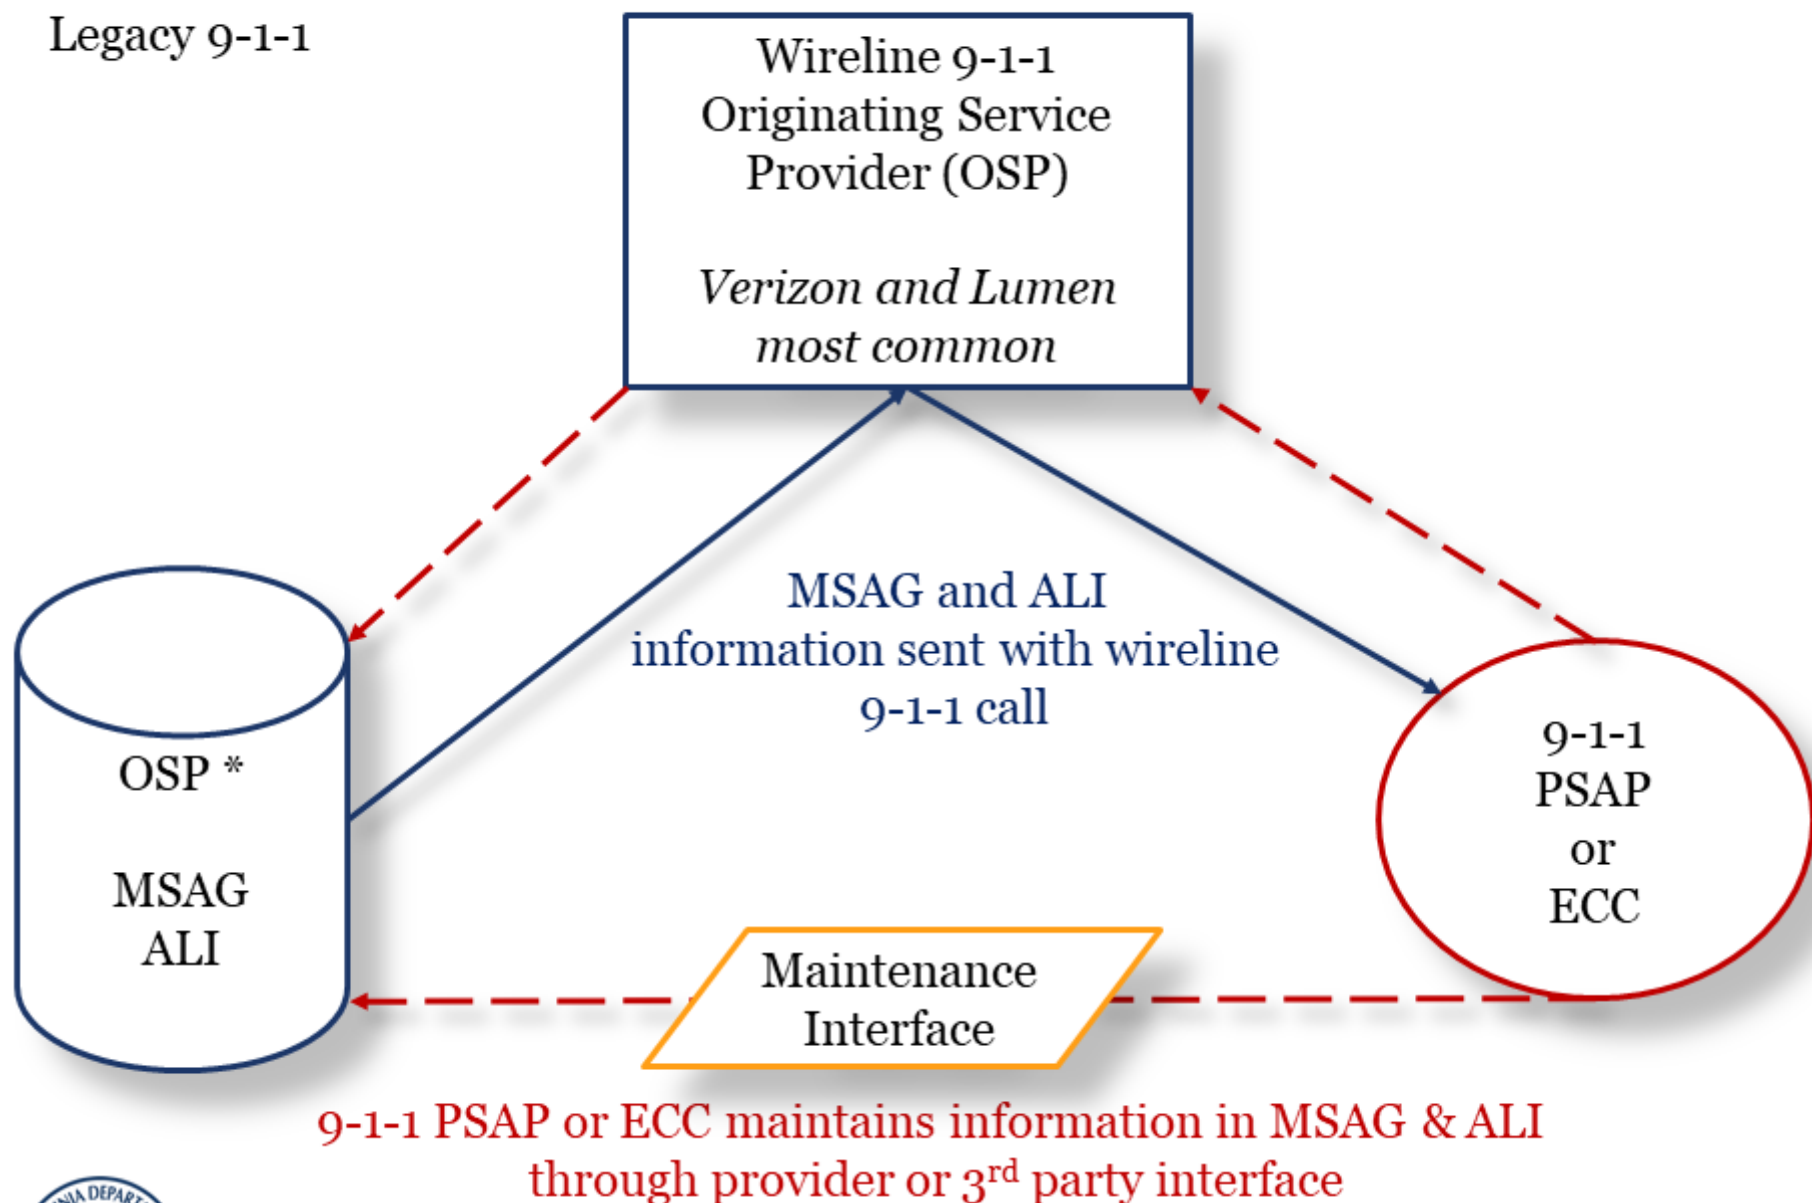 Legacy 9-1-1
Wireline 9-1-1
Originating Service
Provider (OSP)
Verizon and Lumen
most common
MSAG and ALI
information sent with wireline
9-1-1 call
OSP *
MSAG
ALI
9-1-1
PSAP
or
ECC
Maintenance
Interface
9-1-1 PSAP or ECC maintains information in MSAG & ALI
through provider or 3rd party interface